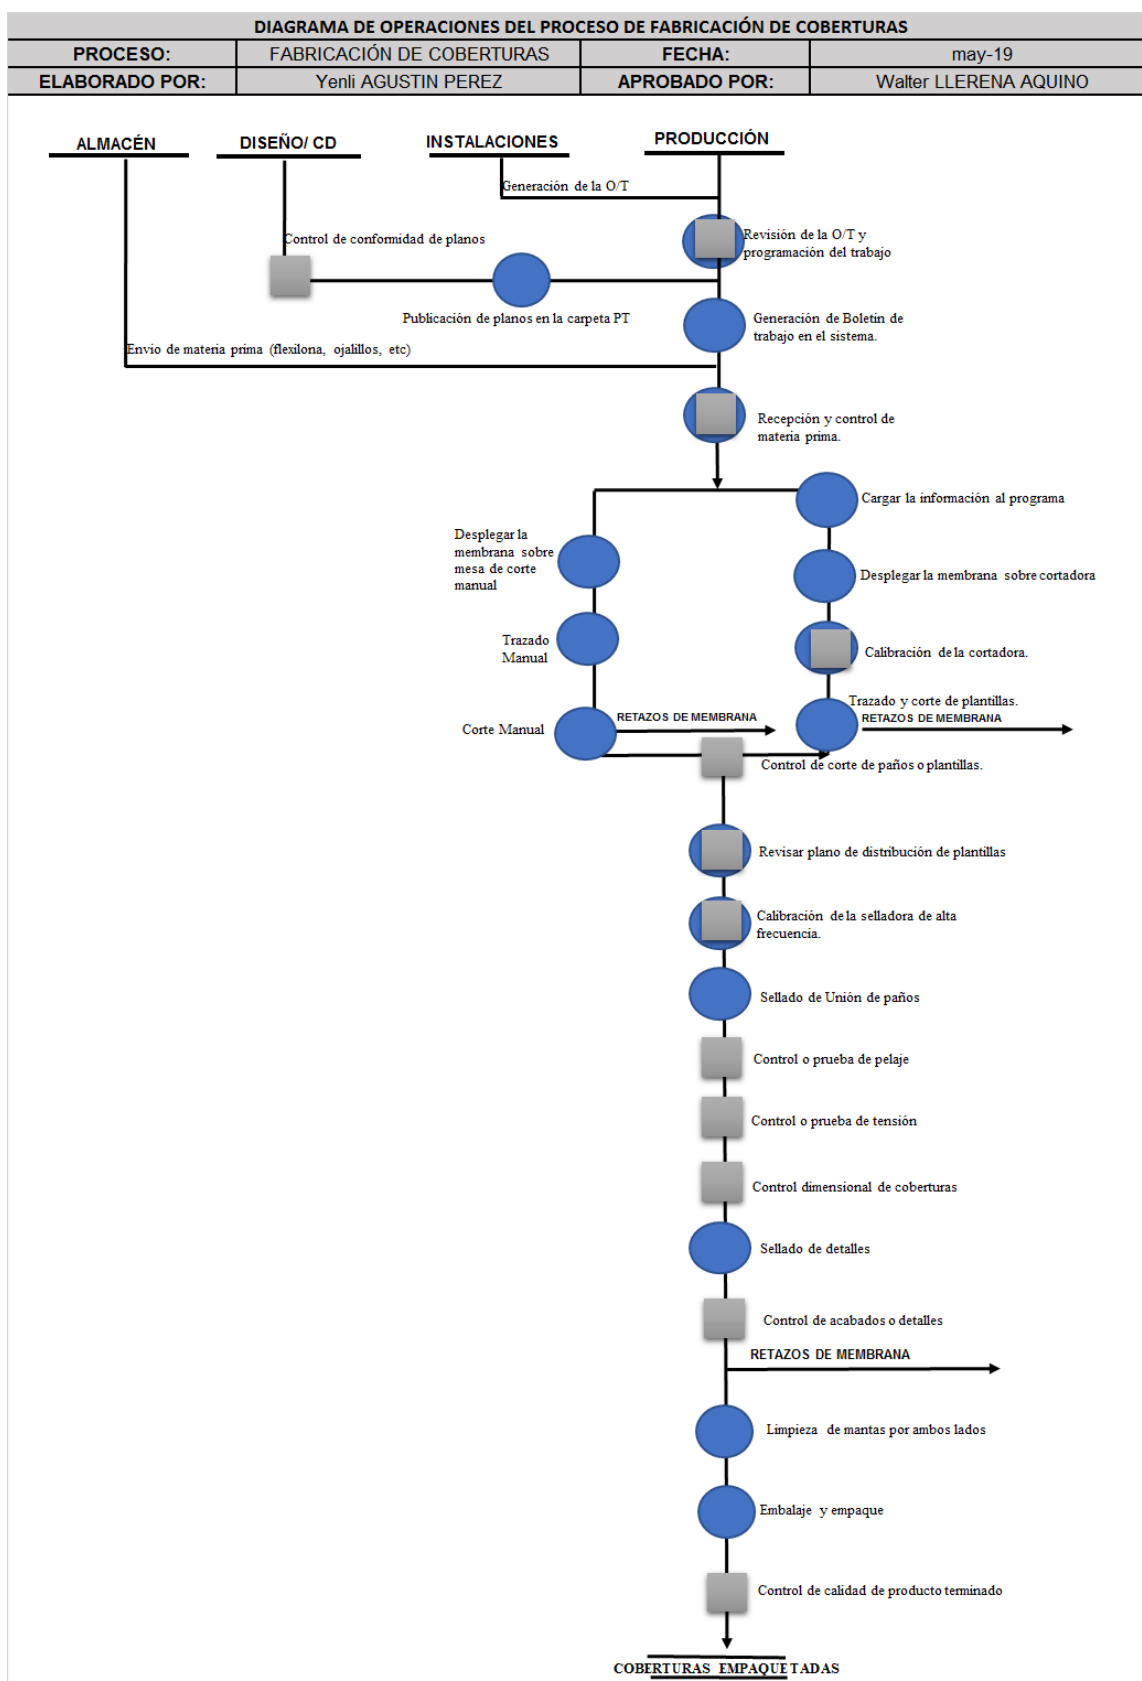 DIAGRAMA DE OPERACIONES DEL PROCESO DE FABRICACIÓN DE COBERTURAS
PROCESO: FABRICACIÓN DE COBERTURAS FECHA: may-19
ELABORADO POR: Yenli AGUSTIN PEREZ APROBADO POR: Walter LLERENA AQUINO
ALMACÉN DISEÑO/ CD INSTALACIONES PRODUCCIÓN
Generación de la O/T
Revisión de la O/T y
programación del trabajo
Control de conformidad de planos
Publicación de planos en la carpeta PT
Generación de Boletín de
trabajo en el sistema.
Envio de materia prima (flexilona, ojalillos, etc)
Recepción y control de
materia prima.
Cargar la información al programa
Desplegar la
membrana sobre
mesa de corte
manual
Desplegar la membrana sobre cortadora
Trazado
Manual
Calibración de la cortadora.
Trazado y corte de plantillas.
RETAZOS DE MEMBRANA
RETAZOS DE MEMBRANA
Corte Manual
Control de corte de paños o plantillas.
Revisar plano de distribución de plantillas
Calibración de la selladora de alta
frecuencia.
Sellado de Unión de paños
Control o prueba de pelaje
Control o prueba de tensión
Control dimensional de coberturas
Sellado de detalles
Control de acabados o detalles
RETAZOS DE MEMBRANA
Limpieza de mantas por ambos lados
Embalaje y empaque
Control de calidad de producto terminado
COBERTURAS EMPAQUETADAS